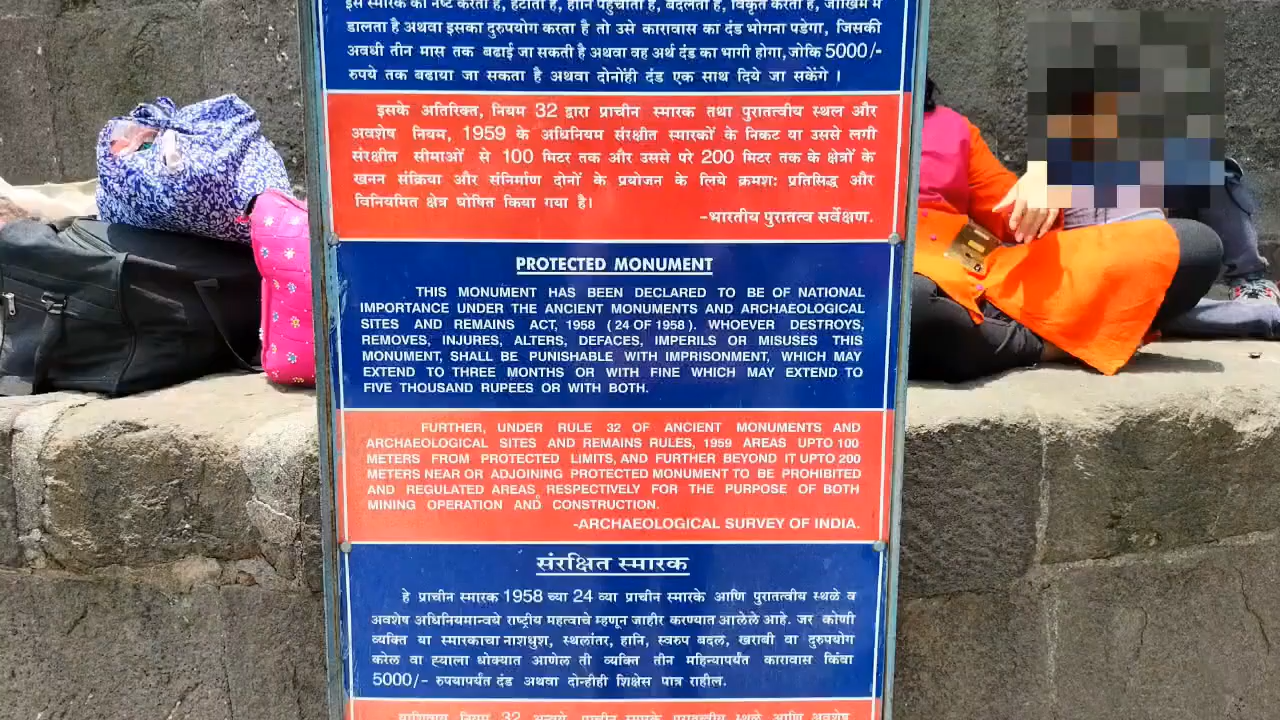 इस स्मारक को नष्ट करता है, हटाता है, हानि पहुंचाता है, बदलता है, विकृत करता है, जोखिम में
डालता है अथवा इसका दुरुपयोग करता है तो उसे कारावास का दंड भोगना पडेगा, जिसकी
अवधी तीन मास तक बढाई जा सकती है अथवा वह अर्थ दंड का भागी होगा, जोकि 5000/-
रुपये तक बढाया जा सकता है अथवा दोनोंही दंड एक साथ दिये जा सकेंगे ।
इसके अतिरिक्त, नियम 32 द्वारा प्राचीन स्मारक तथा पुरातत्वीय स्थल और
अवशेष नियम, 1959 के अधिनियम संरक्षीत स्मारकों के निकट या उससे लगी
संरक्षीत सीमाओं से 100 मिटर तक और उससे परे 200 मिटर तक के क्षेत्रों के
खनन संक्रिया और संनिर्माण दोनों के प्रयोजन के लिये क्रमशः प्रतिसिद्ध और
विनियमित क्षेत्र घोषित किया गया है।
-भारतीय पुरातत्व सर्वेक्षण.
PROTECTED MONUMENT
THIS MONUMENT HAS BEEN DECLARED TO BE OF NATIONAL
IMPORTANCE UNDER THE ANCIENT MONUMENTS AND ARCHAEOLOGICAL
SITES AND REMAINS ACT, 1958 (24 OF 1958). WHOEVER DESTROYS,
REMOVES, INJURES, ALTERS, DEFACES, IMPERILS OR MISUSES THIS
MONUMENT, SHALL BE PUNISHABLE WITH IMPRISONMENT, WHICH MAY
EXTEND TO THREE MONTHS OR WITH FINE WHICH MAY EXTEND TO
FIVE THOUSAND RUPEES OR WITH BOTH.
FURTHER, UNDER RULE 32 OF ANCIENT MONUMENTS AND
ARCHAEOLOGICAL SITES AND REMAINS RULES, 1959 AREAS UPTO 100
METERS FROM PROTECTED LIMITS, AND FURTHER BEYOND IT UPTO 200
METERS NEAR OR ADJOINING PROTECTED MONUMENT TO BE PROHIBITED
AND REGULATED AREAS RESPECTIVELY FOR THE PURPOSE OF BOTH
MINING OPERATION AND CONSTRUCTION.
-ARCHAEOLOGICAL SURVEY OF INDIA.
संरक्षित स्मारक
हे प्राचीन स्मारक 1958 च्या 24 व्या प्राचीन स्मारके आणि पुरातत्वीय स्थळे व
अवशेष अधिनियमान्वये राष्ट्रीय महत्वाचे म्हणून जाहीर करण्यात आलेले आहे. जर कोणी
व्यक्ति या स्मारकाचा नाशधुश, स्थलांतर, हानि, स्वरुप बदल, खराबी वा दुरुपयोग
करेल वा ह्याला धोक्यात आणेल ती व्यक्ति तीन महिन्यापर्यंत कारावास किंवा
5000/- रुपयापर्यंत दंड अथवा दोन्हीही शिक्षेस पात्र राहील.
नियम 32 अन्वये प्राचीन स्मारके पुरातत्वीय स्थळे आणि अवशेष